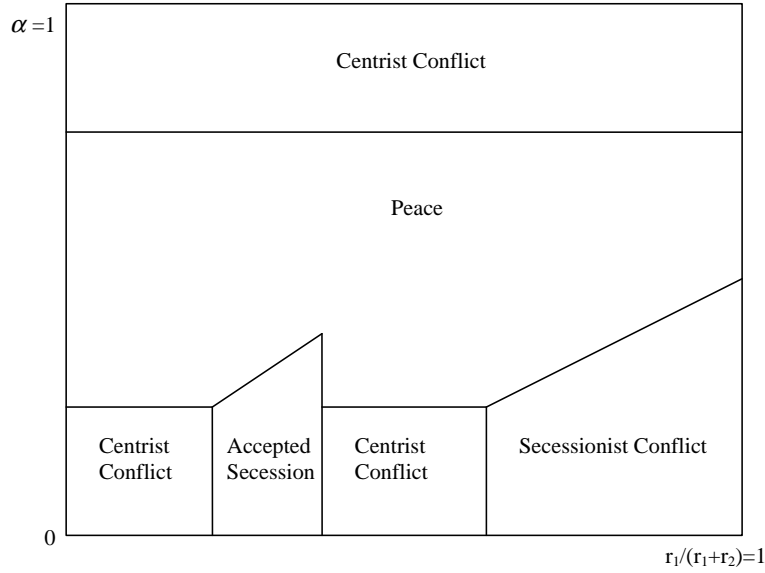 α =1
Centrist Conflict
Peace
Centrist
Conflict
Accepted
Secession
Centrist
Conflict
Secessionist Conflict
0
r₁/(r₁+r₂)=1